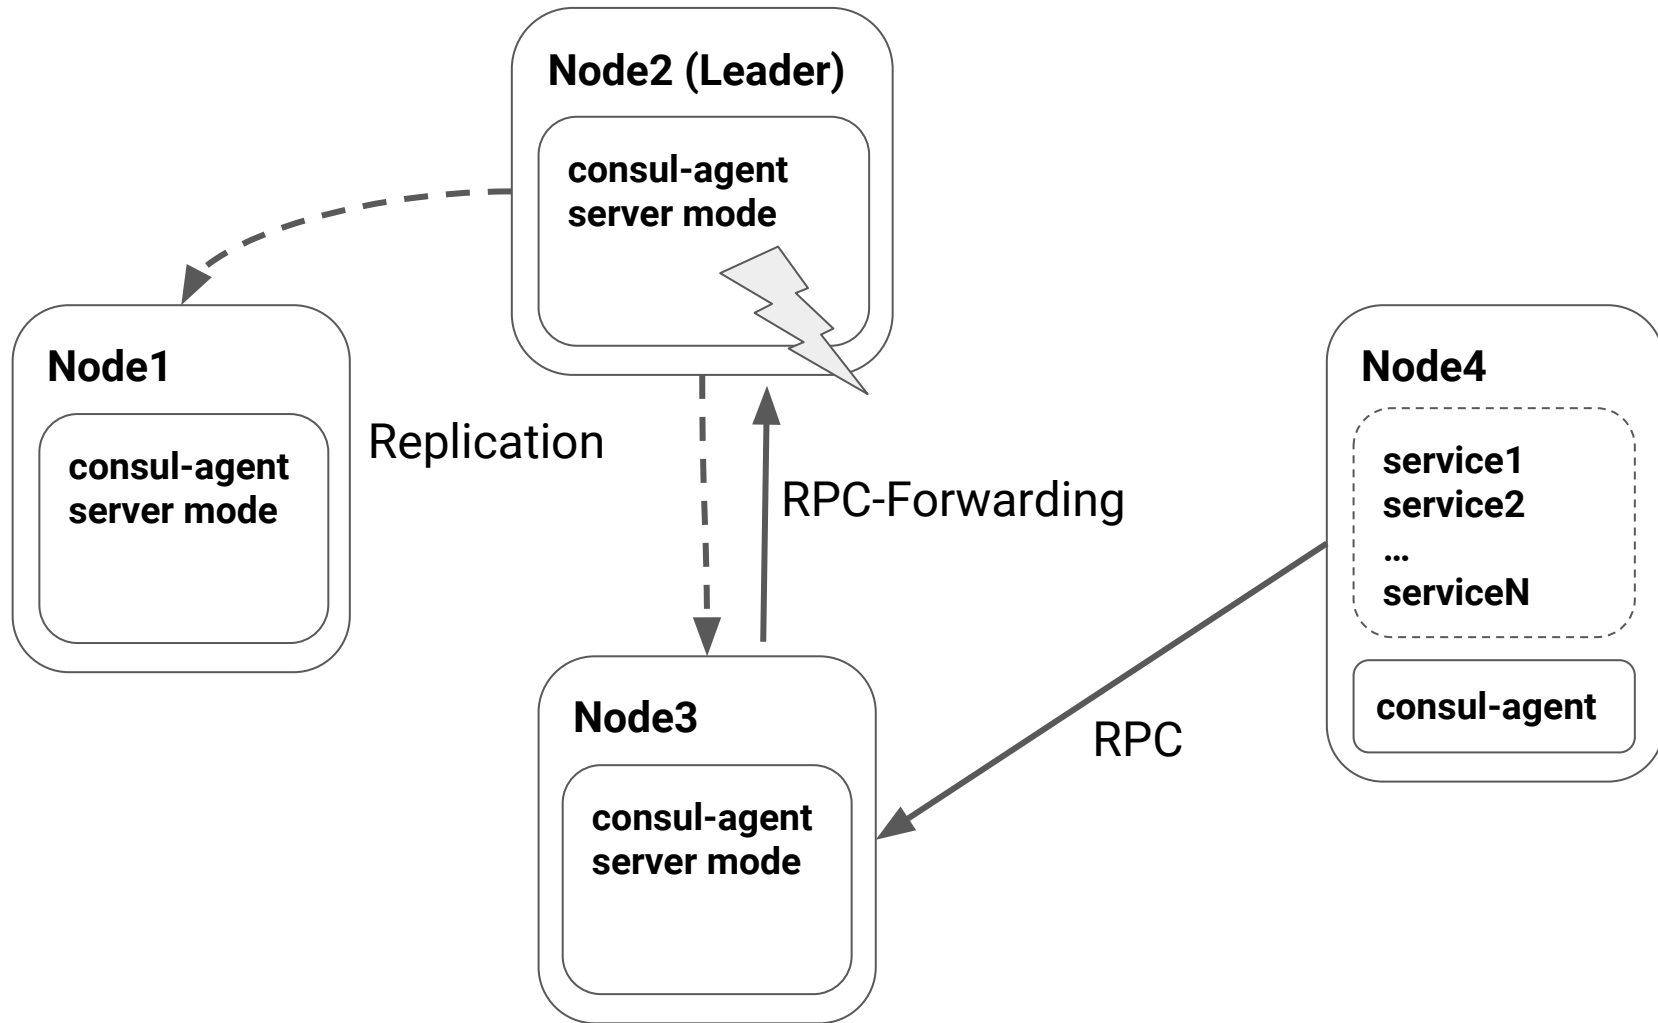 Node2 (Leader)
consul-agent
server mode
Node1
consul-agent
server mode
Replication
RPC-Forwarding
Node4
service1
service2
...
serviceN
consul-agent
RPC
Node3
consul-agent
server mode